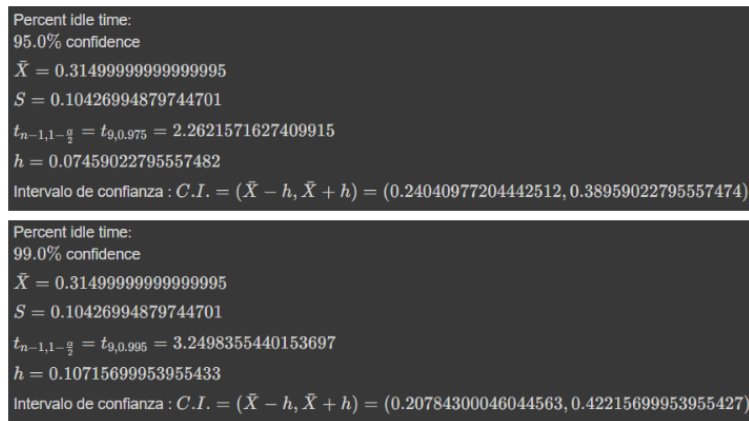 Percent idle time:
95.0% confidence
X̄ = 0.31499999999999995
S = 0.10426994879744701
t_{n−1,1−α/2} = t_{9,0.975} = 2.2621571627409915
h = 0.07459022795557482
Intervalo de confianza : C.I. = (X̄ − h, X̄ + h) = (0.24040977204442512, 0.38959022795557474)
Percent idle time:
99.0% confidence
X̄ = 0.31499999999999995
S = 0.10426994879744701
t_{n−1,1−α/2} = t_{9,0.995} = 3.2498355440153697
h = 0.10715699953955433
Intervalo de confianza : C.I. = (X̄ − h, X̄ + h) = (0.20784300046044563, 0.42215699953955427)